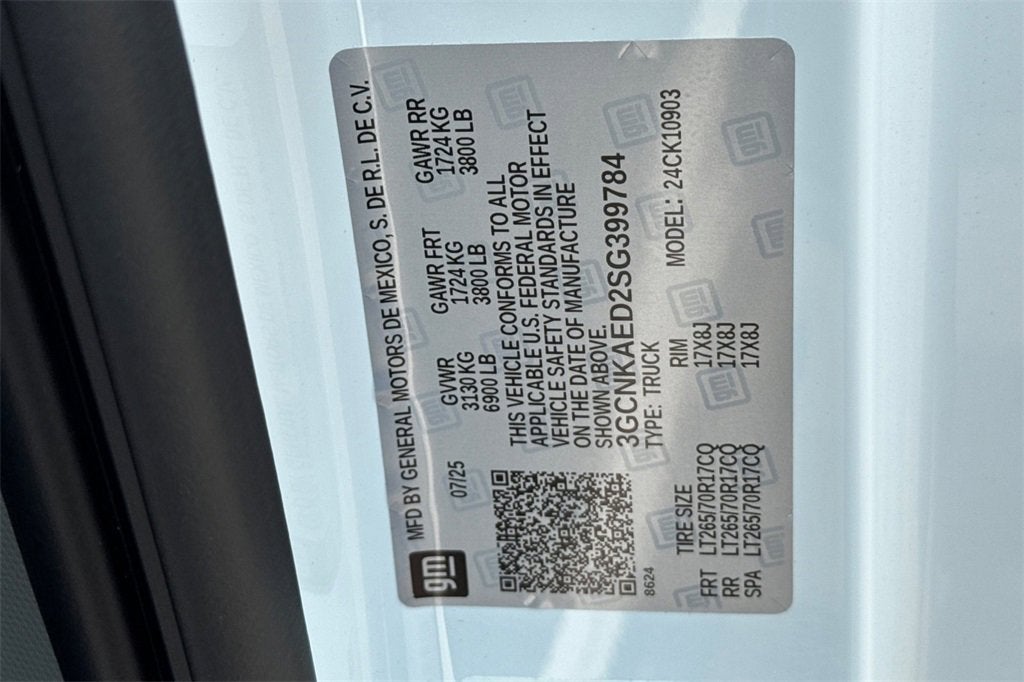 gm
MFD BY GENERAL MOTORS DE MEXICO, S. DE R.L. DE C.V.
07/25
GVWR GAWR FRT GAWR RR
3130 KG 1724 KG 1724 KG
6900 LB 3800 LB 3800 LB
THIS VEHICLE CONFORMS TO ALL
APPLICABLE U.S. FEDERAL MOTOR
VEHICLE SAFETY STANDARDS IN EFFECT
ON THE DATE OF MANUFACTURE
SHOWN ABOVE.
3GCNKAED2SG399784
TYPE: TRUCK MODEL: 24CK10903
8624
TIRE SIZE RIM
FRT LT265/70R17CQ 17X8J
RR LT265/70R17CQ 17X8J
SPA LT265/70R17CQ 17X8J